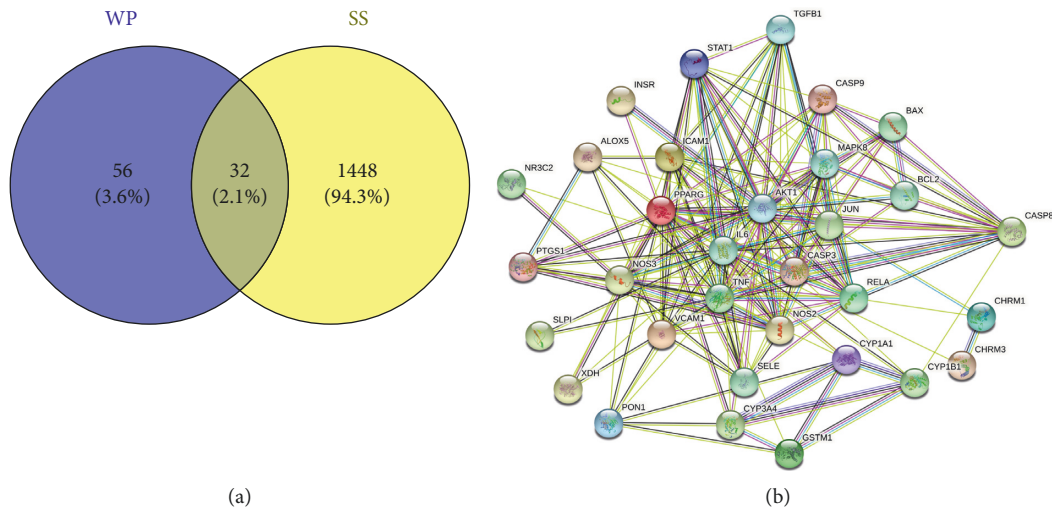 WP
SS
56
(3.6%)
32
(2.1%)
1448
(94.3%)
(a)
TGFB1
STAT1
INSR
CASP9
BAX
ALOX5
ICAM1
MAPK8
NR3C2
BCL2
PPARG
AKT1
JUN
CASP8
IL6
PTGS1
NOS3
CASP3
TNF
RELA
CHRM1
SLPI
VCAM1
NOS2
CYP1A1
CHRM3
XDH
SELE
CYP1B1
PON1
CYP3A4
GSTM1
(b)